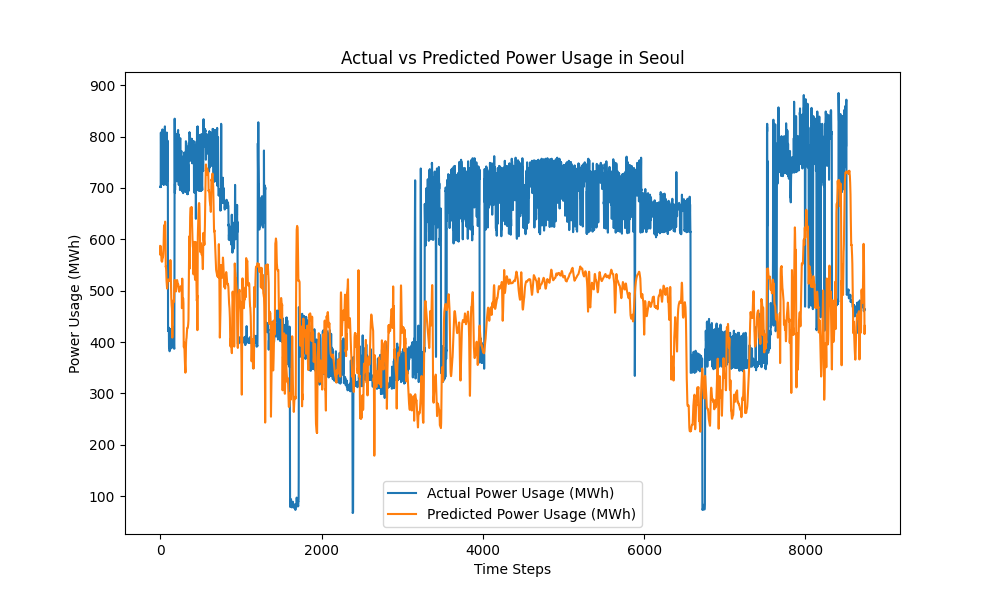 Actual vs Predicted Power Usage in Seoul
900
800
700
600
500
400
300
200
100
Power Usage (MWh)
Actual Power Usage (MWh)
Predicted Power Usage (MWh)
0 2000 4000 6000 8000
Time Steps